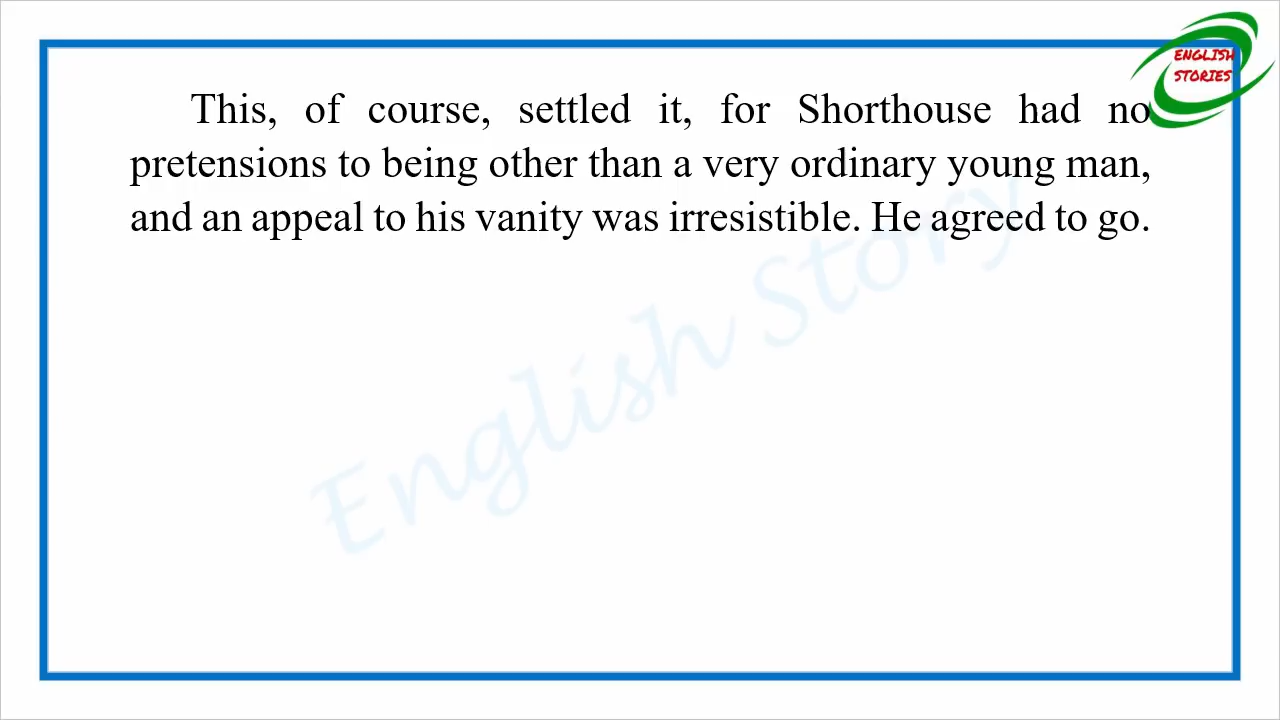 ENGLISH
STORIES
This, of course, settled it, for Shorthouse had no
pretensions to being other than a very ordinary young man,
and an appeal to his vanity was irresistible. He agreed to go.
English Story